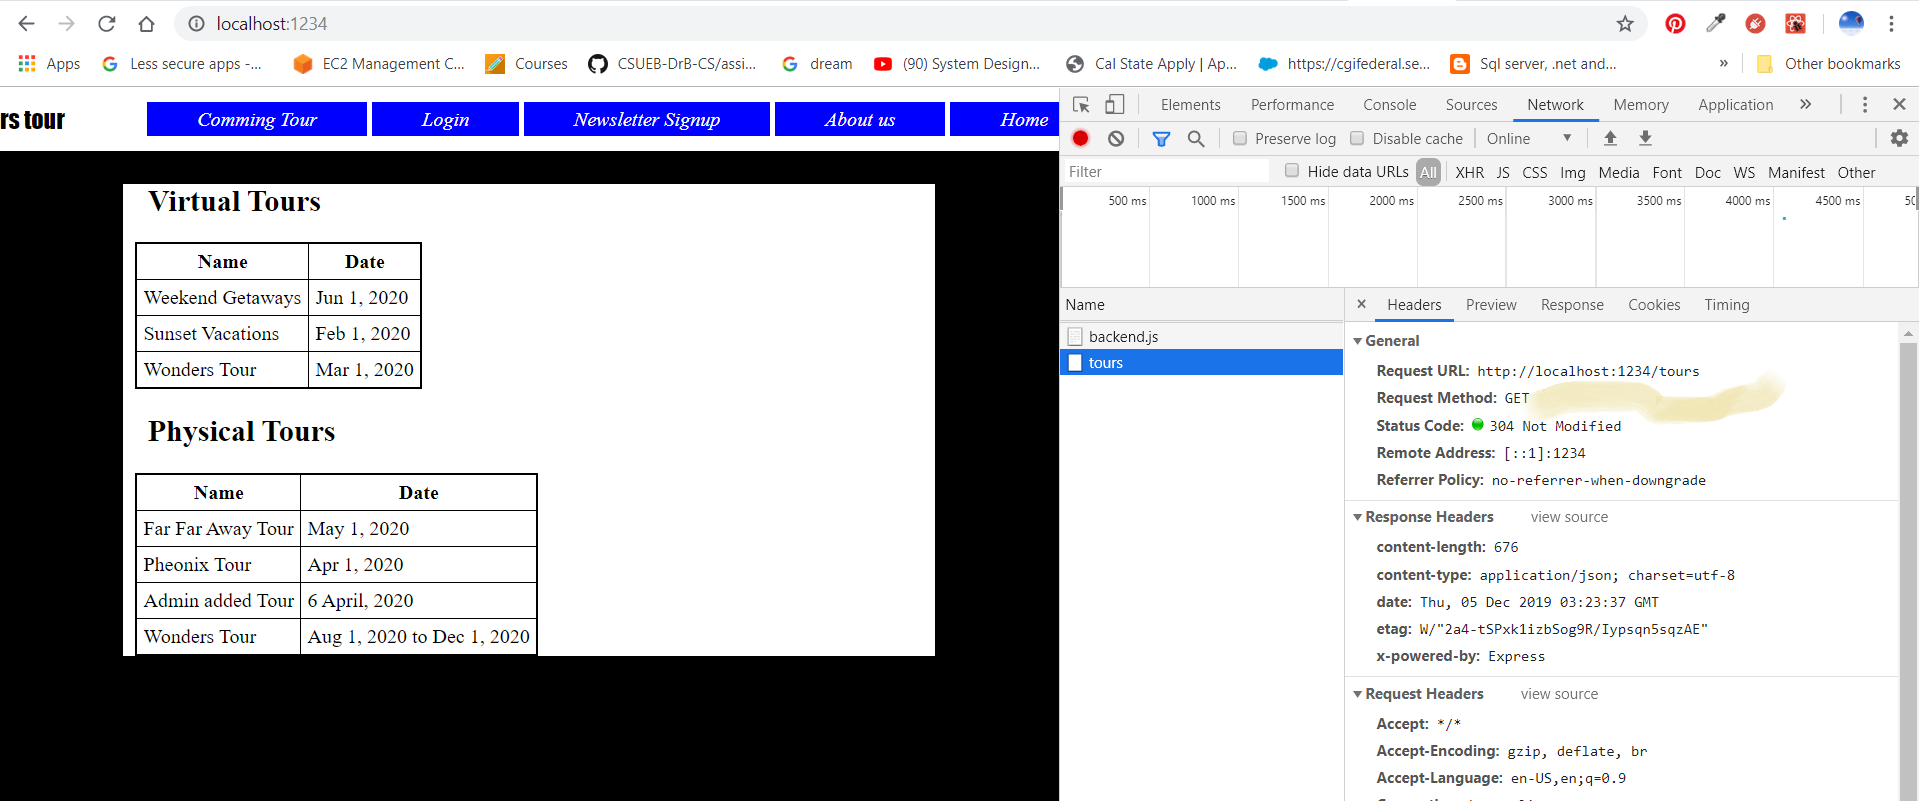 localhost:1234
Apps Less secure apps -... EC2 Management C... Courses CSUEB-DrB-CS/assi... dream (90) System Design... Cal State Apply | Ap... https://cgifederal.se... Sql server, .net and... » Other bookmarks
rs tour Comming Tour Login Newsletter Signup About us Home
Virtual Tours
Name Date
Weekend Getaways Jun 1, 2020
Sunset Vacations Feb 1, 2020
Wonders Tour Mar 1, 2020
Physical Tours
Name Date
Far Far Away Tour May 1, 2020
Pheonix Tour Apr 1, 2020
Admin added Tour 6 April, 2020
Wonders Tour Aug 1, 2020 to Dec 1, 2020
Elements Performance Console Sources Network Memory Application »
Preserve log Disable cache Online
Filter Hide data URLs All XHR JS CSS Img Media Font Doc WS Manifest Other
500 ms 1000 ms 1500 ms 2000 ms 2500 ms 3000 ms 3500 ms 4000 ms 4500 ms 50
Name
backend.js
tours
× Headers Preview Response Cookies Timing
General
Request URL: http://localhost:1234/tours
Request Method: GET
Status Code: 304 Not Modified
Remote Address: [::1]:1234
Referrer Policy: no-referrer-when-downgrade
Response Headers view source
content-length: 676
content-type: application/json; charset=utf-8
date: Thu, 05 Dec 2019 03:23:37 GMT
etag: W/"2a4-tSPxk1izbSog9R/Iypsqn5sqzAE"
x-powered-by: Express
Request Headers view source
Accept: */*
Accept-Encoding: gzip, deflate, br
Accept-Language: en-US,en;q=0.9